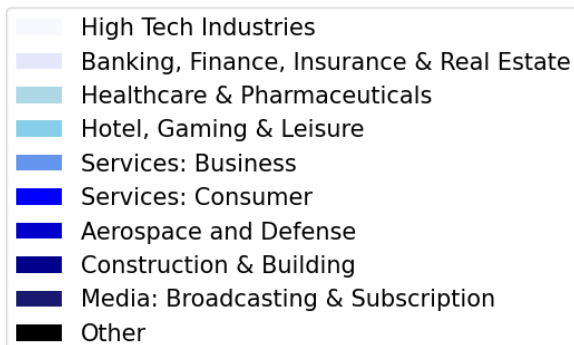 High Tech Industries
Banking, Finance, Insurance & Real Estate
Healthcare & Pharmaceuticals
Hotel, Gaming & Leisure
Services: Business
Services: Consumer
Aerospace and Defense
Construction & Building
Media: Broadcasting & Subscription
Other